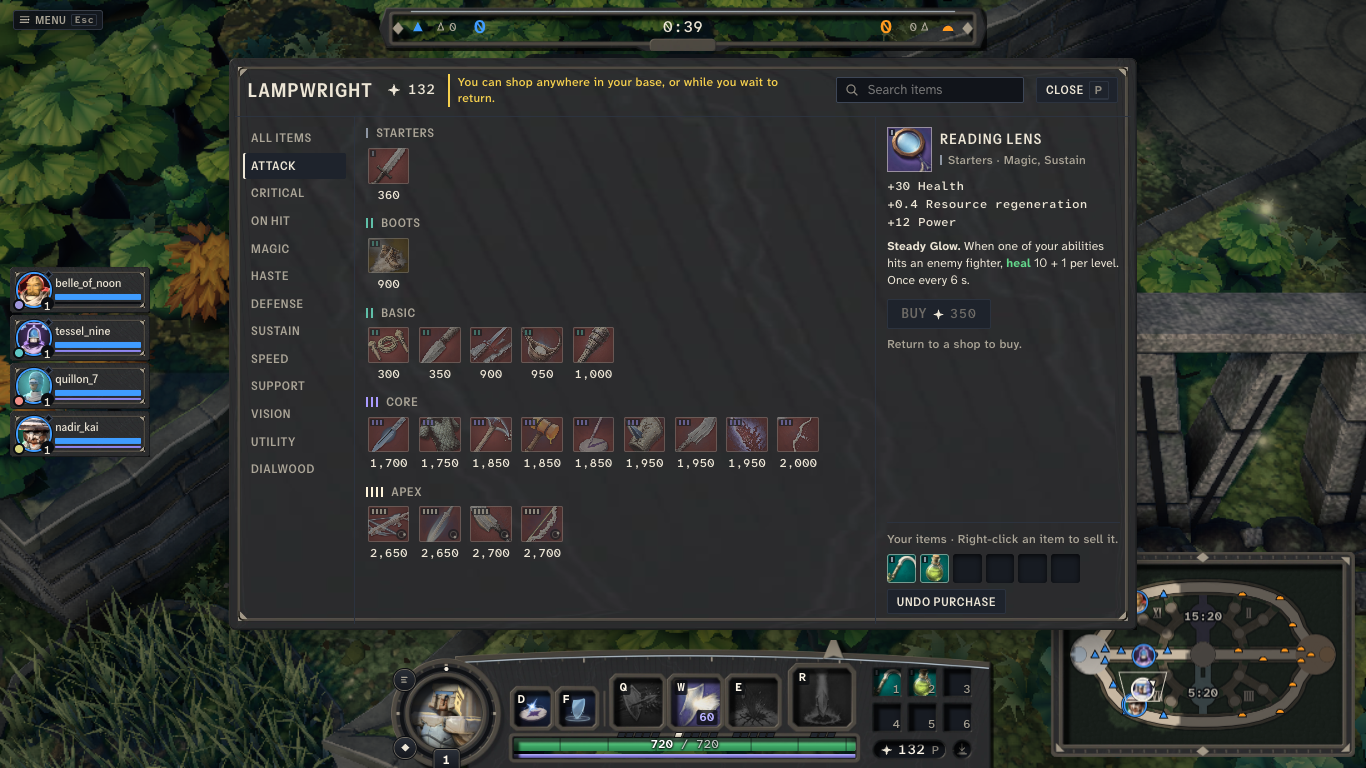 MENU Esc
△ 0 0 0:39 0 0 △
LAMPWRIGHT 132
You can shop anywhere in your base, or while you wait to
return.
Search items
CLOSE P
ALL ITEMS
ATTACK
CRITICAL
ON HIT
MAGIC
HASTE
DEFENSE
SUSTAIN
SPEED
SUPPORT
VISION
UTILITY
DIALWOOD
STARTERS
360
BOOTS
900
BASIC
300 350 900 950 1,000
CORE
1,700 1,750 1,850 1,850 1,850 1,950 1,950 1,950 2,000
APEX
2,650 2,650 2,700 2,700
READING LENS
Starters · Magic, Sustain
+30 Health
+0.4 Resource regeneration
+12 Power
Steady Glow. When one of your abilities
hits an enemy fighter, heal 10 + 1 per level.
Once every 6 s.
BUY 350
Return to a shop to buy.
Your items · Right-click an item to sell it.
UNDO PURCHASE
belle_of_noon
1
tessel_nine
1
quillon_7
1
nadir_kai
1
D F Q W E R
60
720 / 720
1
1 2 3
4 5 6
132 P
XI II
15:20
5:20
III